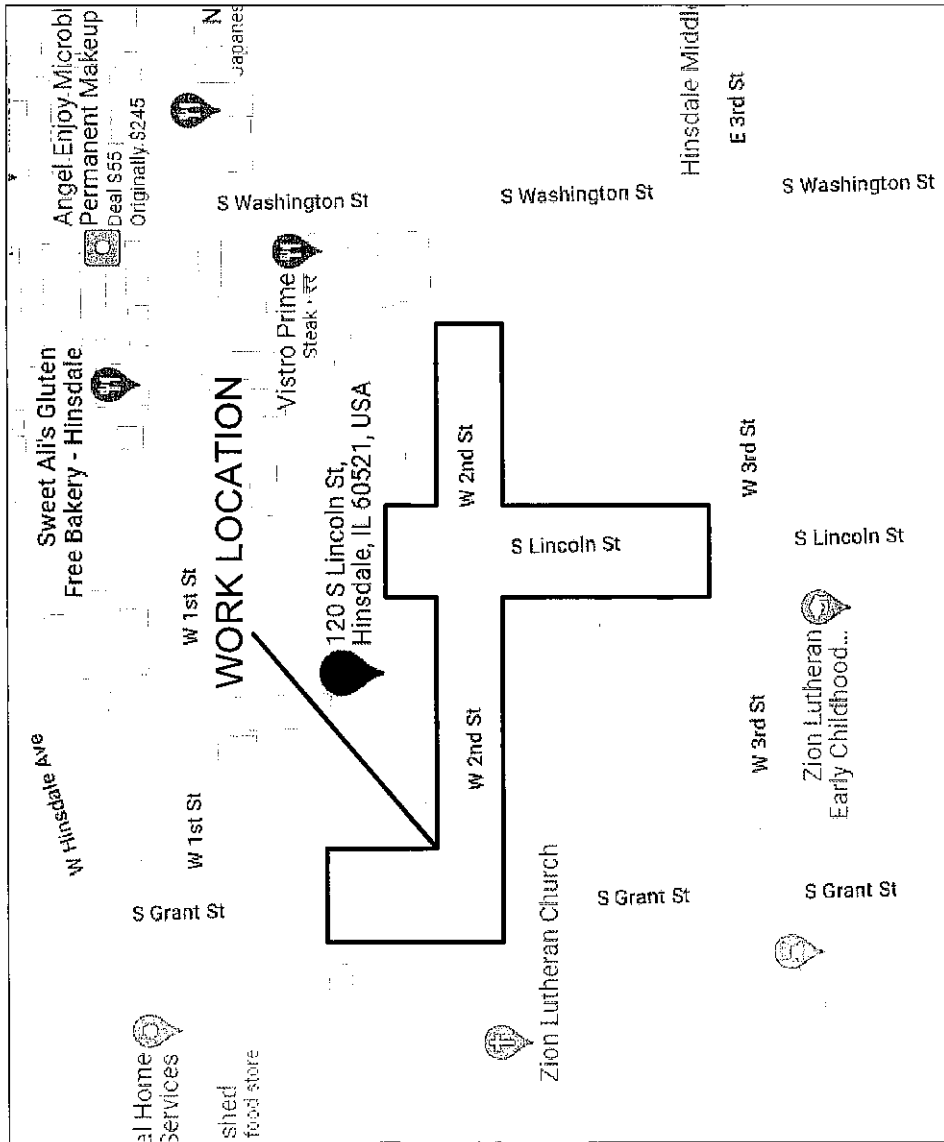 W Hinsdale Ave
Sweet Ali's Gluten
Free Bakery - Hinsdale
Angel Enjoy Microbl
Permanent Makeup
Deal $55
Originally $245
al Home
Services
S Grant St
W 1st St
W 1st St
N
Japanes
shed
food store
WORK LOCATION
S Washington St
Vistro Prime
Steak · ₹₹
120 S Lincoln St,
Hinsdale, IL 60521, USA
W 2nd St
W 2nd St
S Washington St
Zion Lutheran Church
S Lincoln St
S Grant St
Hinsdale Middle
E 3rd St
W 3rd St
W 3rd St
S Washington St
S Lincoln St
S Grant St
Zion Lutheran
Early Childhood...